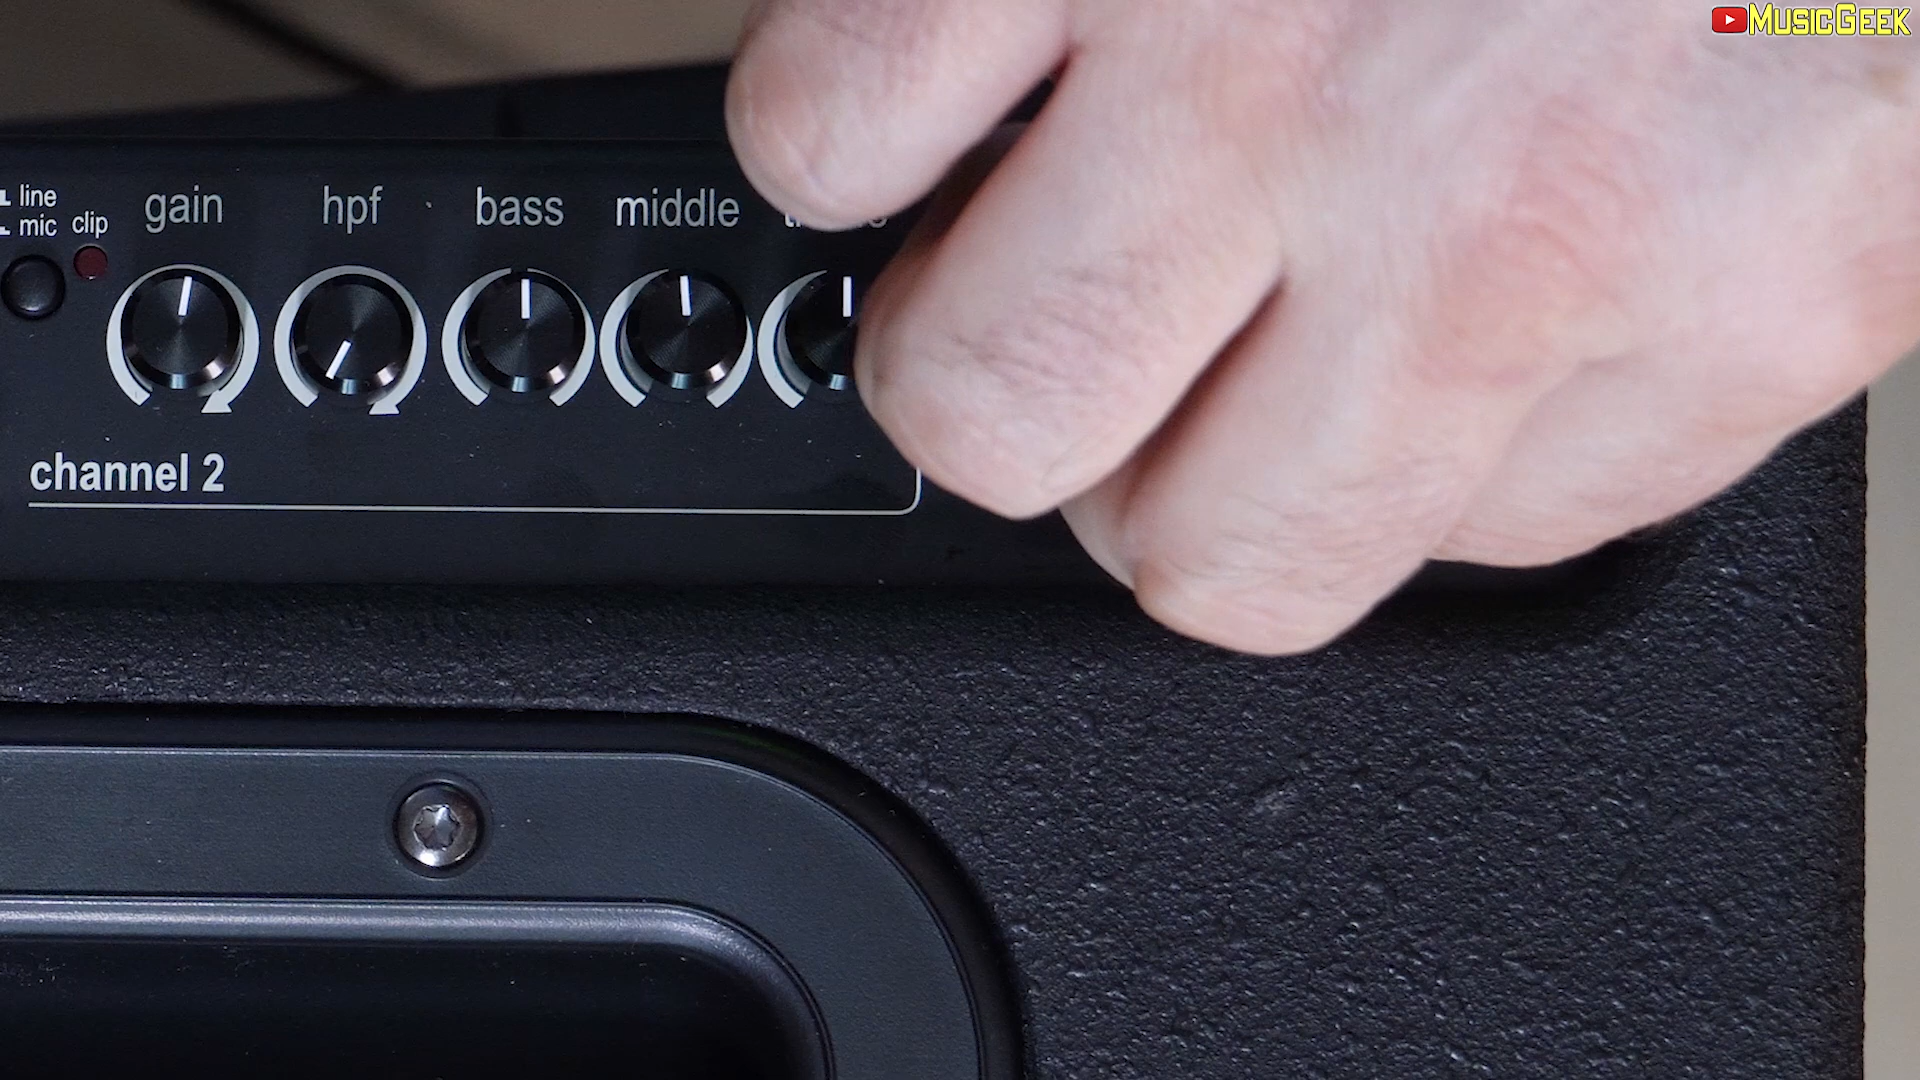 MusicGeek
line
mic
clip
gain
hpf
bass
middle
channel 2